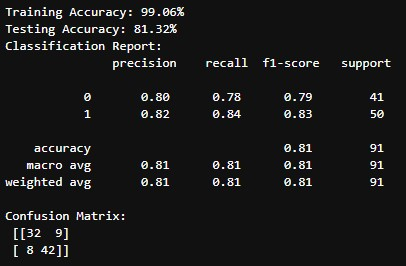 Training Accuracy: 99.06%
Testing Accuracy: 81.32%
Classification Report:
              precision    recall  f1-score   support

           0       0.80      0.78      0.79        41
           1       0.82      0.84      0.83        50

    accuracy                           0.81        91
   macro avg       0.81      0.81      0.81        91
weighted avg       0.81      0.81      0.81        91

Confusion Matrix:
 [[32  9]
 [ 8 42]]